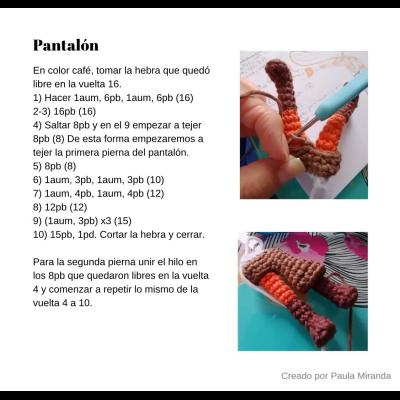 Pantalón
En color café, tomar la hebra que quedó
libre en la vuelta 16.
1) Hacer 1aum, 6pb, 1aum, 6pb (16)
2-3) 16pb (16)
4) Saltar 8pb y en el 9 empezar a tejer
8pb (8) De esta forma empezaremos a
tejer la primera pierna del pantalón.
5) 8pb (8)
6) 1aum, 3pb, 1aum, 3pb (10)
7) 1aum, 4pb, 1aum, 4pb (12)
8) 12pb (12)
9) (1aum, 3pb) x3 (15)
10) 15pb, 1pd. Cortar la hebra y cerrar.
Para la segunda pierna unir el hilo en
los 8pb que quedaron libres en la vuelta
4 y comenzar a repetir lo mismo de la
vuelta 4 a 10.
Creado por Paula Miranda